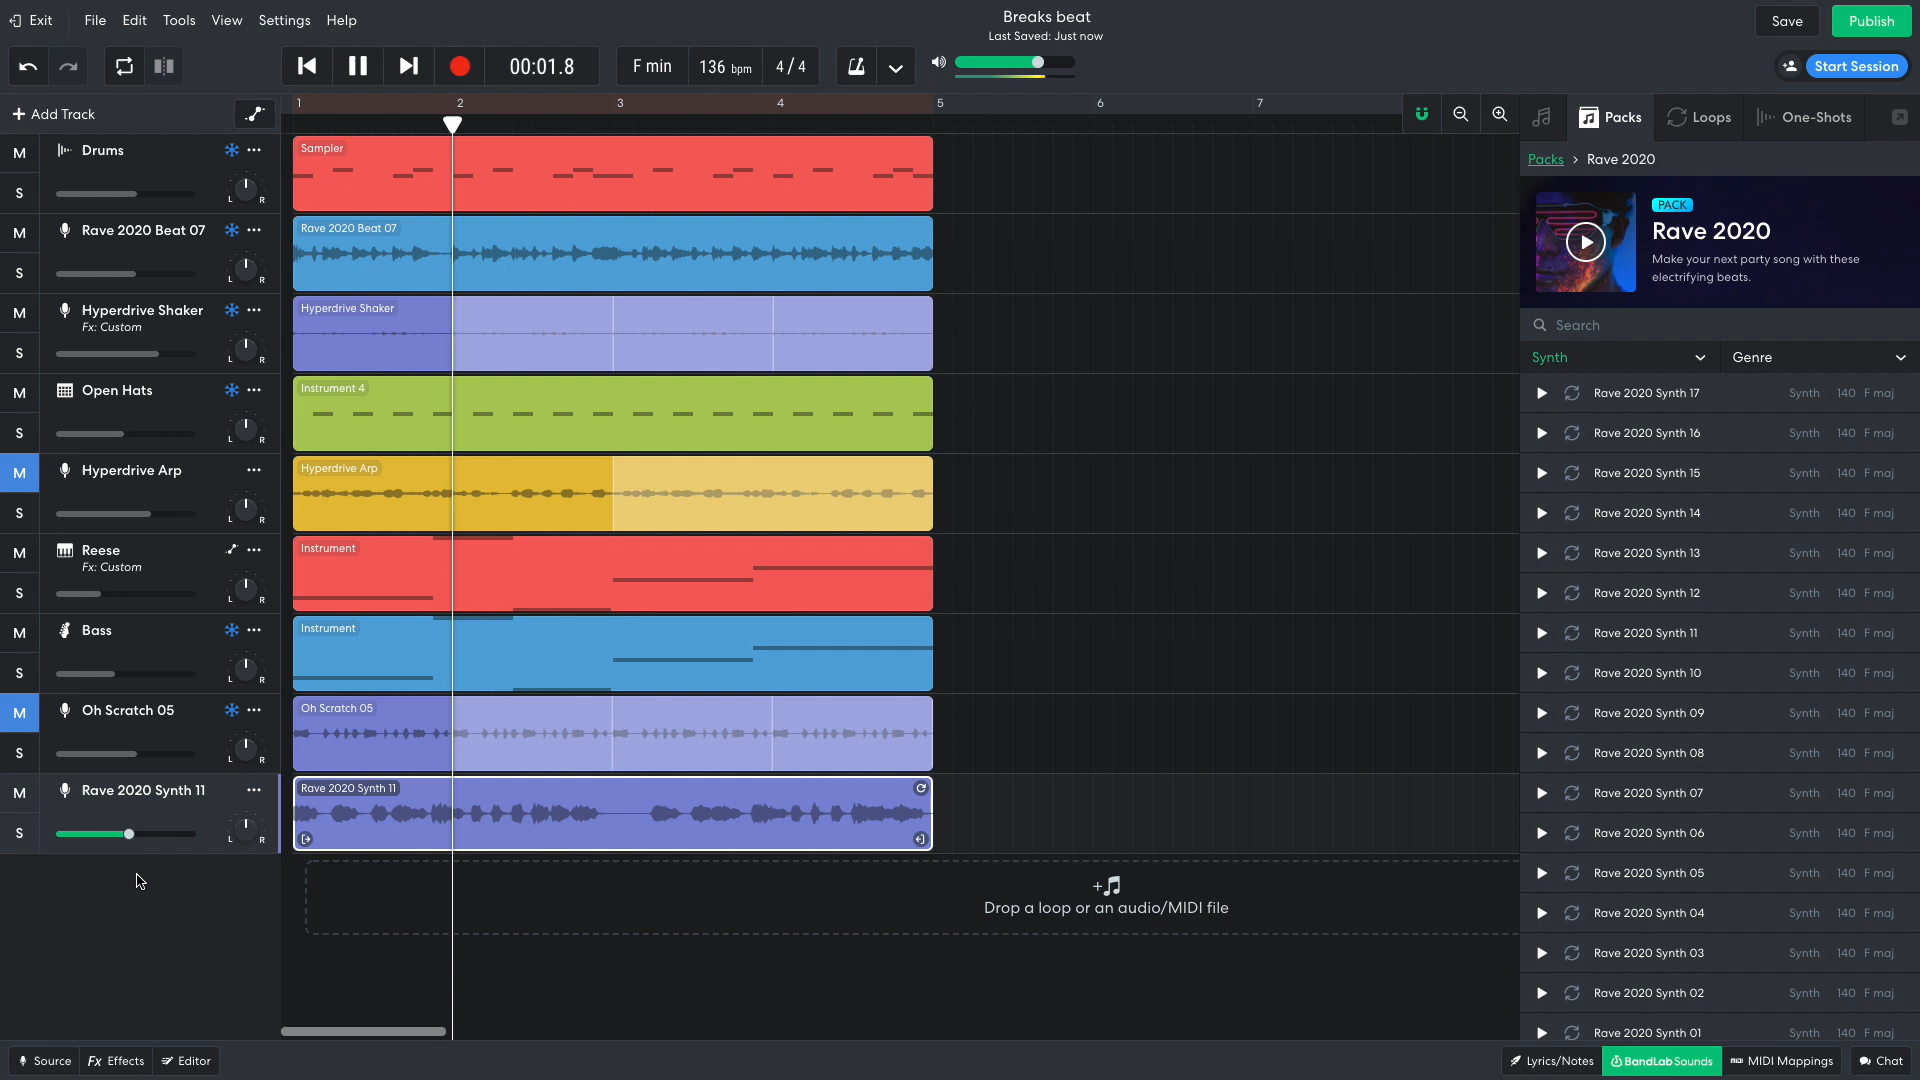 Exit
File
Edit
Tools
View
Settings
Help
Breaks beat
Last Saved: Just now
Save
Publish
00:01.8
F min
136 bpm
4 / 4
Start Session
Add Track
1
2
3
4
5
6
7
Packs
Loops
One-Shots
M
Drums
S
L
R
Sampler
M
Rave 2020 Beat 07
S
L
R
Rave 2020 Beat 07
M
Hyperdrive Shaker
Fx: Custom
S
L
R
Hyperdrive Shaker
M
Open Hats
S
L
R
Instrument 4
M
Hyperdrive Arp
S
L
R
Hyperdrive Arp
M
Reese
Fx: Custom
S
L
R
Instrument
M
Bass
S
L
R
Instrument
M
Oh Scratch 05
S
L
R
Oh Scratch 05
M
Rave 2020 Synth 11
S
L
R
Rave 2020 Synth 11
Drop a loop or an audio/MIDI file
Packs › Rave 2020
PACK
Rave 2020
Make your next party song with these
electrifying beats.
Search
Synth
Genre
Rave 2020 Synth 17 Synth 140 F maj
Rave 2020 Synth 16 Synth 140 F maj
Rave 2020 Synth 15 Synth 140 F maj
Rave 2020 Synth 14 Synth 140 F maj
Rave 2020 Synth 13 Synth 140 F maj
Rave 2020 Synth 12 Synth 140 F maj
Rave 2020 Synth 11 Synth 140 F maj
Rave 2020 Synth 10 Synth 140 F maj
Rave 2020 Synth 09 Synth 140 F maj
Rave 2020 Synth 08 Synth 140 F maj
Rave 2020 Synth 07 Synth 140 F maj
Rave 2020 Synth 06 Synth 140 F maj
Rave 2020 Synth 05 Synth 140 F maj
Rave 2020 Synth 04 Synth 140 F maj
Rave 2020 Synth 03 Synth 140 F maj
Rave 2020 Synth 02 Synth 140 F maj
Rave 2020 Synth 01 Synth 140 F maj
Source
Fx Effects
Editor
Lyrics/Notes
BandLab Sounds
MIDI Mappings
Chat